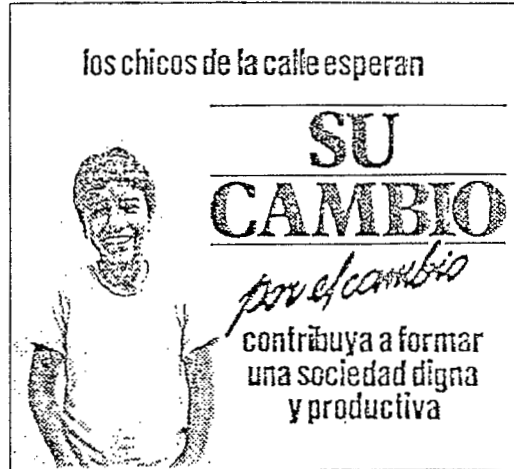 los chicos de la calle esperan
SU
CAMBIO
por el cambio
contribuya a formar
una sociedad digna
y productiva